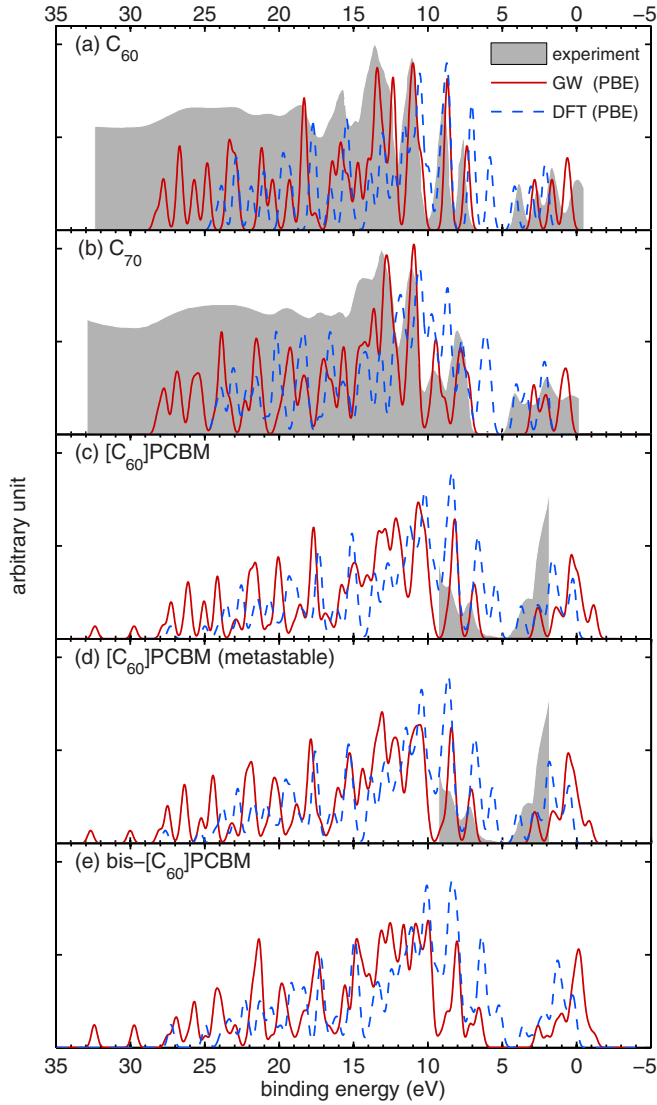 35 30 25 20 15 10 5 0 −5
(a) C60
experiment
GW (PBE)
DFT (PBE)
(b) C70
(c) [C60]PCBM
(d) [C60]PCBM (metastable)
(e) bis−[C60]PCBM
arbitrary unit
35 30 25 20 15 10 5 0 −5
binding energy (eV)